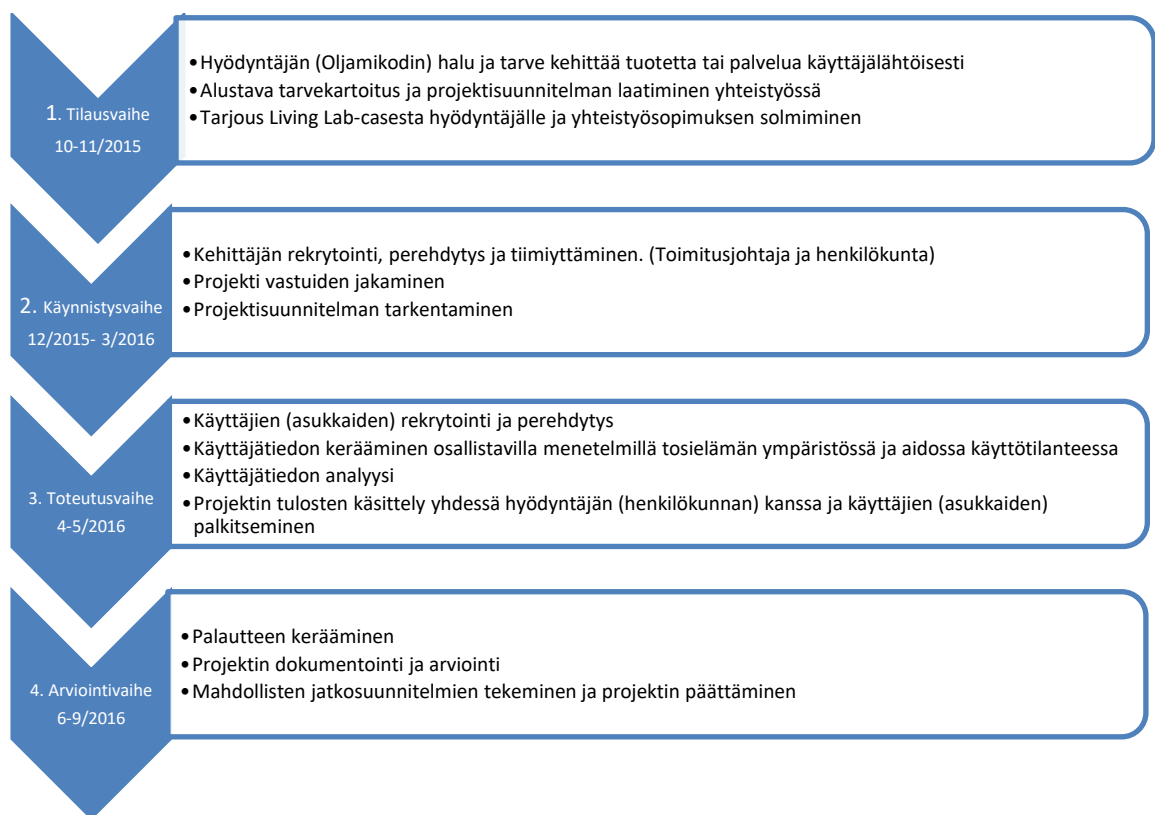 1. Tilausvaihe
10-11/2015
•Hyödyntäjän (Oljamikodin) halu ja tarve kehittää tuotetta tai palvelua käyttäjälähtöisesti
•Alustava tarvekartoitus ja projektisuunnitelman laatiminen yhteistyössä
•Tarjous Living Lab-casesta hyödyntäjälle ja yhteistyösopimuksen solmiminen
2. Käynnistysvaihe
12/2015- 3/2016
•Kehittäjän rekrytointi, perehdytys ja tiimiyttäminen. (Toimitusjohtaja ja henkilökunta)
•Projekti vastuiden jakaminen
•Projektisuunnitelman tarkentaminen
3. Toteutusvaihe
4-5/2016
•Käyttäjien (asukkaiden) rekrytointi ja perehdytys
•Käyttäjätiedon kerääminen osallistavilla menetelmillä tosielämän ympäristössä ja aidossa käyttötilanteessa
•Käyttäjätiedon analyysi
•Projektin tulosten käsittely yhdessä hyödyntäjän (henkilökunnan) kanssa ja käyttäjien (asukkaiden)
palkitseminen
4. Arviointivaihe
6-9/2016
•Palautteen kerääminen
•Projektin dokumentointi ja arviointi
•Mahdollisten jatkosuunnitelmien tekeminen ja projektin päättäminen